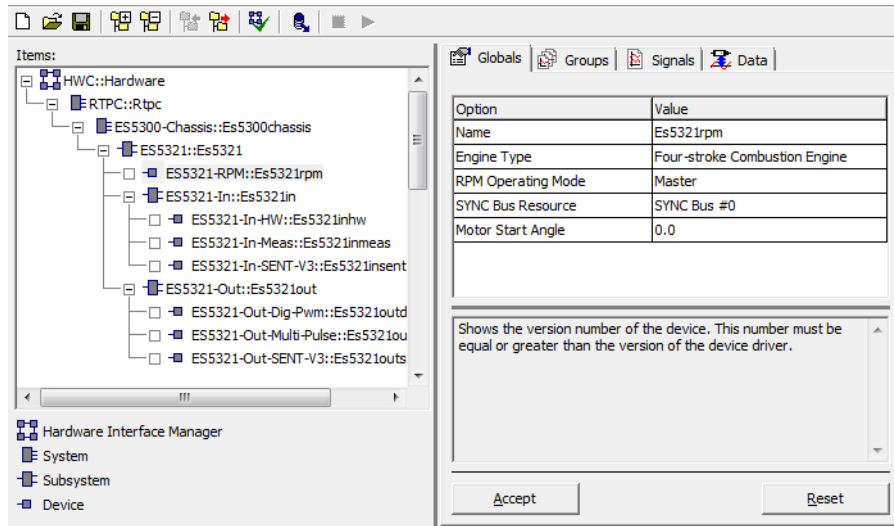 Items:
HWC::Hardware
RTPC::Rtpc
ES5300-Chassis::Es5300chassis
ES5321::Es5321
ES5321-RPM::Es5321rpm
ES5321-In::Es5321in
ES5321-In-HW::Es5321inhw
ES5321-In-Meas::Es5321inmeas
ES5321-In-SENT-V3::Es5321insent
ES5321-Out::Es5321out
ES5321-Out-Dig-Pwm::Es5321outd
ES5321-Out-Multi-Pulse::Es5321ou
ES5321-Out-SENT-V3::Es5321outs
Hardware Interface Manager
System
Subsystem
Device
Globals Groups Signals Data
Option Value
Name Es5321rpm
Engine Type Four-stroke Combustion Engine
RPM Operating Mode Master
SYNC Bus Resource SYNC Bus #0
Motor Start Angle 0.0
Shows the version number of the device. This number must be
equal or greater than the version of the device driver.
Accept Reset